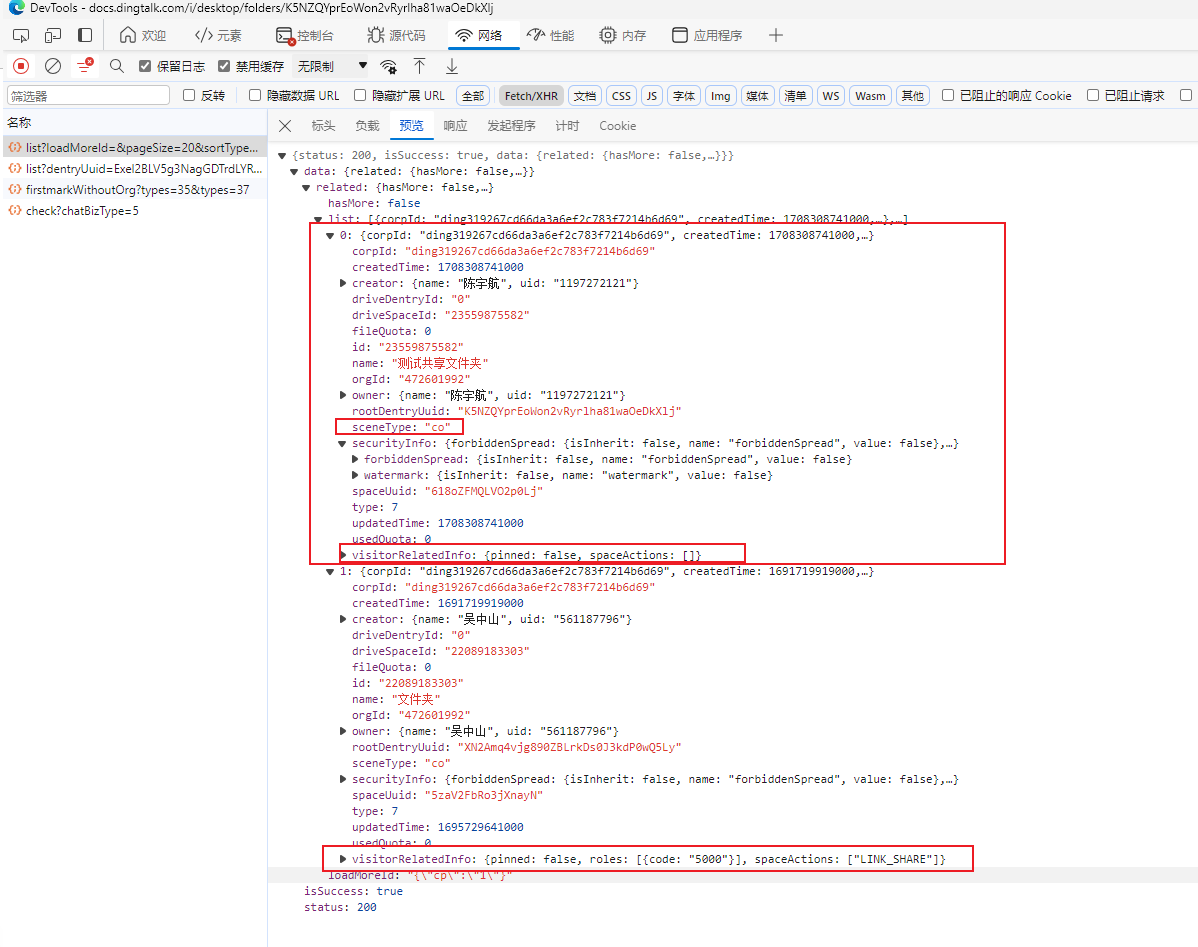 DevTools - docs.dingtalk.com/i/desktop/folders/K5NZQYprEoWon2vRyrlha81waOeDkXlj
欢迎 元素 控制台 源代码 网络 性能 内存 应用程序
保留日志 禁用缓存 无限制
筛选器 反转 隐藏数据 URL 隐藏扩展 URL 全部 Fetch/XHR 文档 CSS JS 字体 Img 媒体 清单 WS Wasm 其他 已阻止的响应 Cookie 已阻止请求
名称
标头 负载 预览 响应 发起程序 计时 Cookie
list?loadMoreId=&pageSize=20&sortType...
list?dentryUuid=Exel2BLV5g3NagGDTrdLYR...
firstmarkWithoutOrg?types=35&types=37
check?chatBizType=5
{status: 200, isSuccess: true, data: {related: {hasMore: false,…}}}
data: {related: {hasMore: false,…}}
related: {hasMore: false,…}
hasMore: false
list: [{corpId: "ding319267cd66da3a6ef2c783f7214b6d69", createdTime: 1708308741000,…},…]
0: {corpId: "ding319267cd66da3a6ef2c783f7214b6d69", createdTime: 1708308741000,…}
corpId: "ding319267cd66da3a6ef2c783f7214b6d69"
createdTime: 1708308741000
creator: {name: "陈宇航", uid: "1197272121"}
driveDentryId: "0"
driveSpaceId: "23559875582"
fileQuota: 0
id: "23559875582"
name: "测试共享文件夹"
orgId: "472601992"
owner: {name: "陈宇航", uid: "1197272121"}
rootDentryUuid: "K5NZQYprEoWon2vRyrlha81waOeDkXlj"
sceneType: "co"
securityInfo: {forbiddenSpread: {isInherit: false, name: "forbiddenSpread", value: false},…}
forbiddenSpread: {isInherit: false, name: "forbiddenSpread", value: false}
watermark: {isInherit: false, name: "watermark", value: false}
spaceUuid: "618oZFMQLVO2p0Lj"
type: 7
updatedTime: 1708308741000
usedQuota: 0
visitorRelatedInfo: {pinned: false, spaceActions: []}
1: {corpId: "ding319267cd66da3a6ef2c783f7214b6d69", createdTime: 1691719919000,…}
corpId: "ding319267cd66da3a6ef2c783f7214b6d69"
createdTime: 1691719919000
creator: {name: "吴中山", uid: "561187796"}
driveDentryId: "0"
driveSpaceId: "22089183303"
fileQuota: 0
id: "22089183303"
name: "文件夹"
orgId: "472601992"
owner: {name: "吴中山", uid: "561187796"}
rootDentryUuid: "XN2Amq4vjg890ZBLrkDs0J3kdP0wQ5Ly"
sceneType: "co"
securityInfo: {forbiddenSpread: {isInherit: false, name: "forbiddenSpread", value: false},…}
spaceUuid: "5zaV2FbRo3jXnayN"
type: 7
updatedTime: 1695729641000
usedQuota: 0
visitorRelatedInfo: {pinned: false, roles: [{code: "5000"}], spaceActions: ["LINK_SHARE"]}
loadMoreId: "{\"cp\":\"1\"}"
isSuccess: true
status: 200